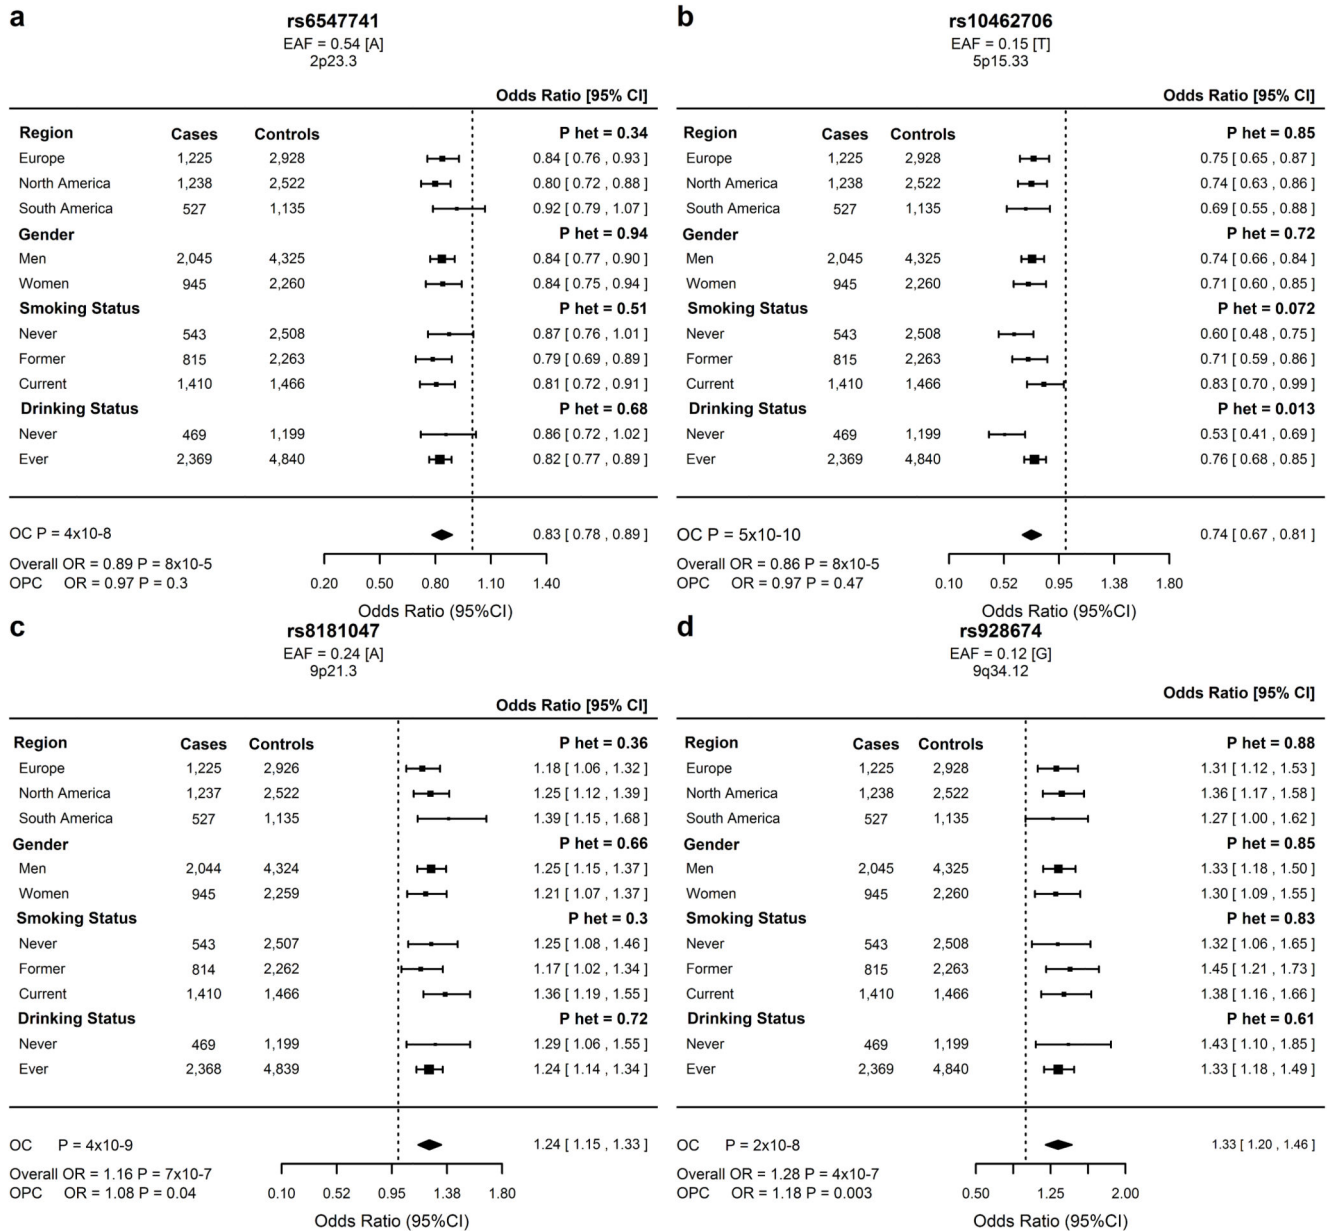 a
rs6547741
EAF = 0.54 [A]
2p23.3
Odds Ratio [95% CI]
Region Cases Controls P het = 0.34
Europe 1,225 2,928 0.84 [ 0.76 , 0.93 ]
North America 1,238 2,522 0.80 [ 0.72 , 0.88 ]
South America 527 1,135 0.92 [ 0.79 , 1.07 ]
Gender P het = 0.94
Men 2,045 4,325 0.84 [ 0.77 , 0.90 ]
Women 945 2,260 0.84 [ 0.75 , 0.94 ]
Smoking Status P het = 0.51
Never 543 2,508 0.87 [ 0.76 , 1.01 ]
Former 815 2,263 0.79 [ 0.69 , 0.89 ]
Current 1,410 1,466 0.81 [ 0.72 , 0.91 ]
Drinking Status P het = 0.68
Never 469 1,199 0.86 [ 0.72 , 1.02 ]
Ever 2,369 4,840 0.82 [ 0.77 , 0.89 ]
OC P = 4x10-8 0.83 [ 0.78 , 0.89 ]
Overall OR = 0.89 P = 8x10-5
OPC OR = 0.97 P = 0.3
0.20 0.50 0.80 1.10 1.40
Odds Ratio (95%CI)
b
rs10462706
EAF = 0.15 [T]
5p15.33
Odds Ratio [95% CI]
Region Cases Controls P het = 0.85
Europe 1,225 2,928 0.75 [ 0.65 , 0.87 ]
North America 1,238 2,522 0.74 [ 0.63 , 0.86 ]
South America 527 1,135 0.69 [ 0.55 , 0.88 ]
Gender P het = 0.72
Men 2,045 4,325 0.74 [ 0.66 , 0.84 ]
Women 945 2,260 0.71 [ 0.60 , 0.85 ]
Smoking Status P het = 0.072
Never 543 2,508 0.60 [ 0.48 , 0.75 ]
Former 815 2,263 0.71 [ 0.59 , 0.86 ]
Current 1,410 1,466 0.83 [ 0.70 , 0.99 ]
Drinking Status P het = 0.013
Never 469 1,199 0.53 [ 0.41 , 0.69 ]
Ever 2,369 4,840 0.76 [ 0.68 , 0.85 ]
OC P = 5x10-10 0.74 [ 0.67 , 0.81 ]
Overall OR = 0.86 P = 8x10-5
OPC OR = 0.97 P = 0.47
0.10 0.52 0.95 1.38 1.80
Odds Ratio (95%CI)
c
rs8181047
EAF = 0.24 [A]
9p21.3
Odds Ratio [95% CI]
Region Cases Controls P het = 0.36
Europe 1,225 2,926 1.18 [ 1.06 , 1.32 ]
North America 1,237 2,522 1.25 [ 1.12 , 1.39 ]
South America 527 1,135 1.39 [ 1.15 , 1.68 ]
Gender P het = 0.66
Men 2,044 4,324 1.25 [ 1.15 , 1.37 ]
Women 945 2,259 1.21 [ 1.07 , 1.37 ]
Smoking Status P het = 0.3
Never 543 2,507 1.25 [ 1.08 , 1.46 ]
Former 814 2,262 1.17 [ 1.02 , 1.34 ]
Current 1,410 1,466 1.36 [ 1.19 , 1.55 ]
Drinking Status P het = 0.72
Never 469 1,199 1.29 [ 1.06 , 1.55 ]
Ever 2,368 4,839 1.24 [ 1.14 , 1.34 ]
OC P = 4x10-9 1.24 [ 1.15 , 1.33 ]
Overall OR = 1.16 P = 7x10-7
OPC OR = 1.08 P = 0.04
0.10 0.52 0.95 1.38 1.80
Odds Ratio (95%CI)
d
rs928674
EAF = 0.12 [G]
9q34.12
Odds Ratio [95% CI]
Region Cases Controls P het = 0.88
Europe 1,225 2,928 1.31 [ 1.12 , 1.53 ]
North America 1,238 2,522 1.36 [ 1.17 , 1.58 ]
South America 527 1,135 1.27 [ 1.00 , 1.62 ]
Gender P het = 0.85
Men 2,045 4,325 1.33 [ 1.18 , 1.50 ]
Women 945 2,260 1.30 [ 1.09 , 1.55 ]
Smoking Status P het = 0.83
Never 543 2,508 1.32 [ 1.06 , 1.65 ]
Former 815 2,263 1.45 [ 1.21 , 1.73 ]
Current 1,410 1,466 1.38 [ 1.16 , 1.66 ]
Drinking Status P het = 0.61
Never 469 1,199 1.43 [ 1.10 , 1.85 ]
Ever 2,369 4,840 1.33 [ 1.18 , 1.49 ]
OC P = 2x10-8 1.33 [ 1.20 , 1.46 ]
Overall OR = 1.28 P = 4x10-7
OPC OR = 1.18 P = 0.003
0.50 1.25 2.00
Odds Ratio (95%CI)